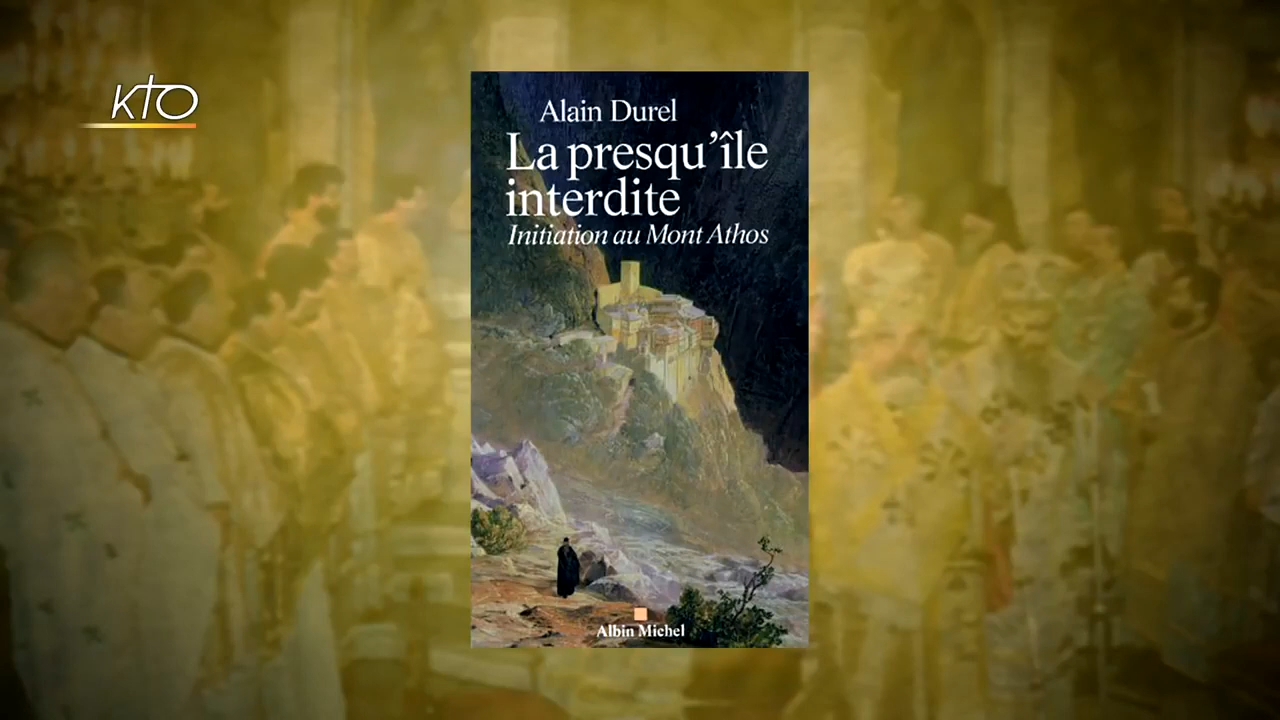 KTO
Alain Durel
La presqu'île
interdite
Initiation au Mont Athos
Albin Michel